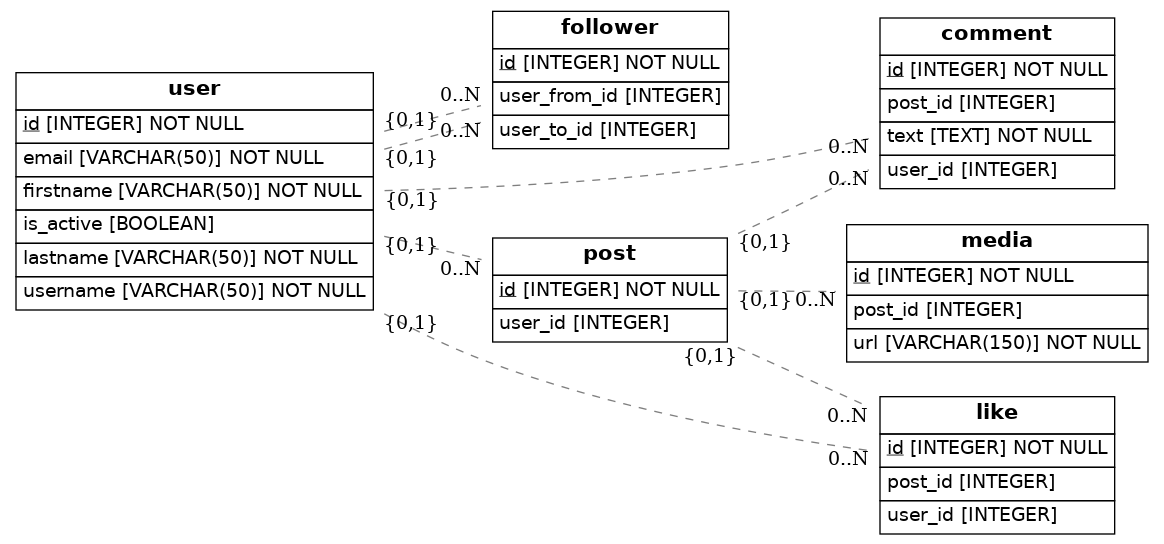 user
id [INTEGER] NOT NULL
email [VARCHAR(50)] NOT NULL
firstname [VARCHAR(50)] NOT NULL
is_active [BOOLEAN]
lastname [VARCHAR(50)] NOT NULL
username [VARCHAR(50)] NOT NULL
{0,1}
0..N
{0,1}
0..N
{0,1}
0..N
{0,1}
0..N
{0,1}
0..N
follower
id [INTEGER] NOT NULL
user_from_id [INTEGER]
user_to_id [INTEGER]
post
id [INTEGER] NOT NULL
user_id [INTEGER]
{0,1}
0..N
{0,1}
0..N
{0,1}
0..N
comment
id [INTEGER] NOT NULL
post_id [INTEGER]
text [TEXT] NOT NULL
user_id [INTEGER]
media
id [INTEGER] NOT NULL
post_id [INTEGER]
url [VARCHAR(150)] NOT NULL
like
id [INTEGER] NOT NULL
post_id [INTEGER]
user_id [INTEGER]